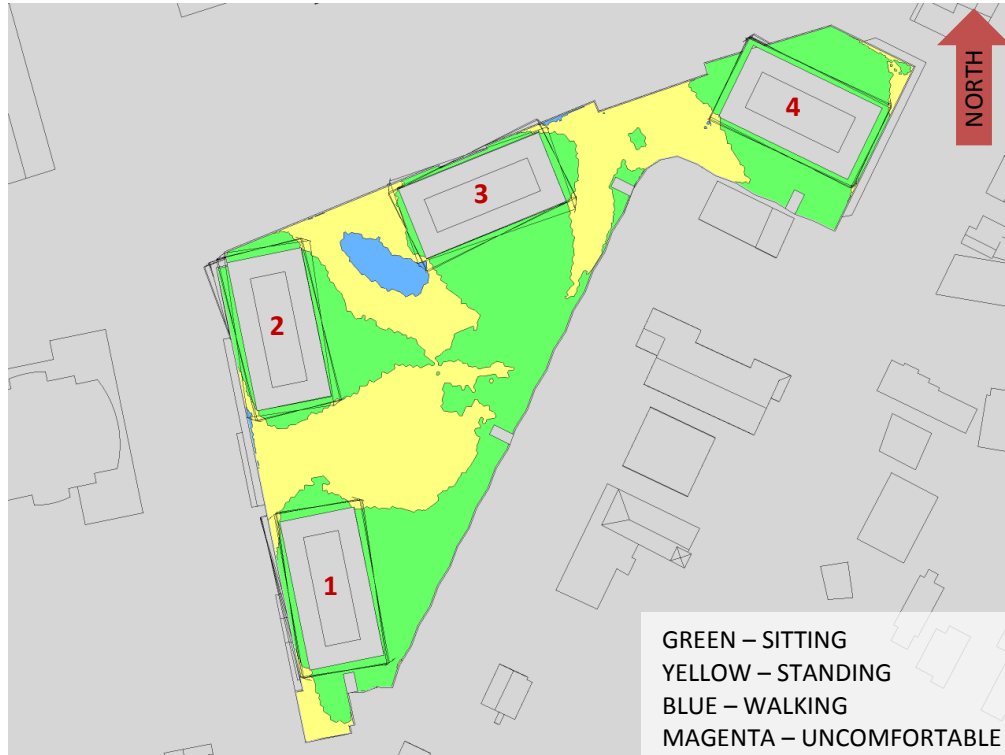 NORTH
4
3
2
1
GREEN – SITTING
YELLOW – STANDING
BLUE – WALKING
MAGENTA – UNCOMFORTABLE